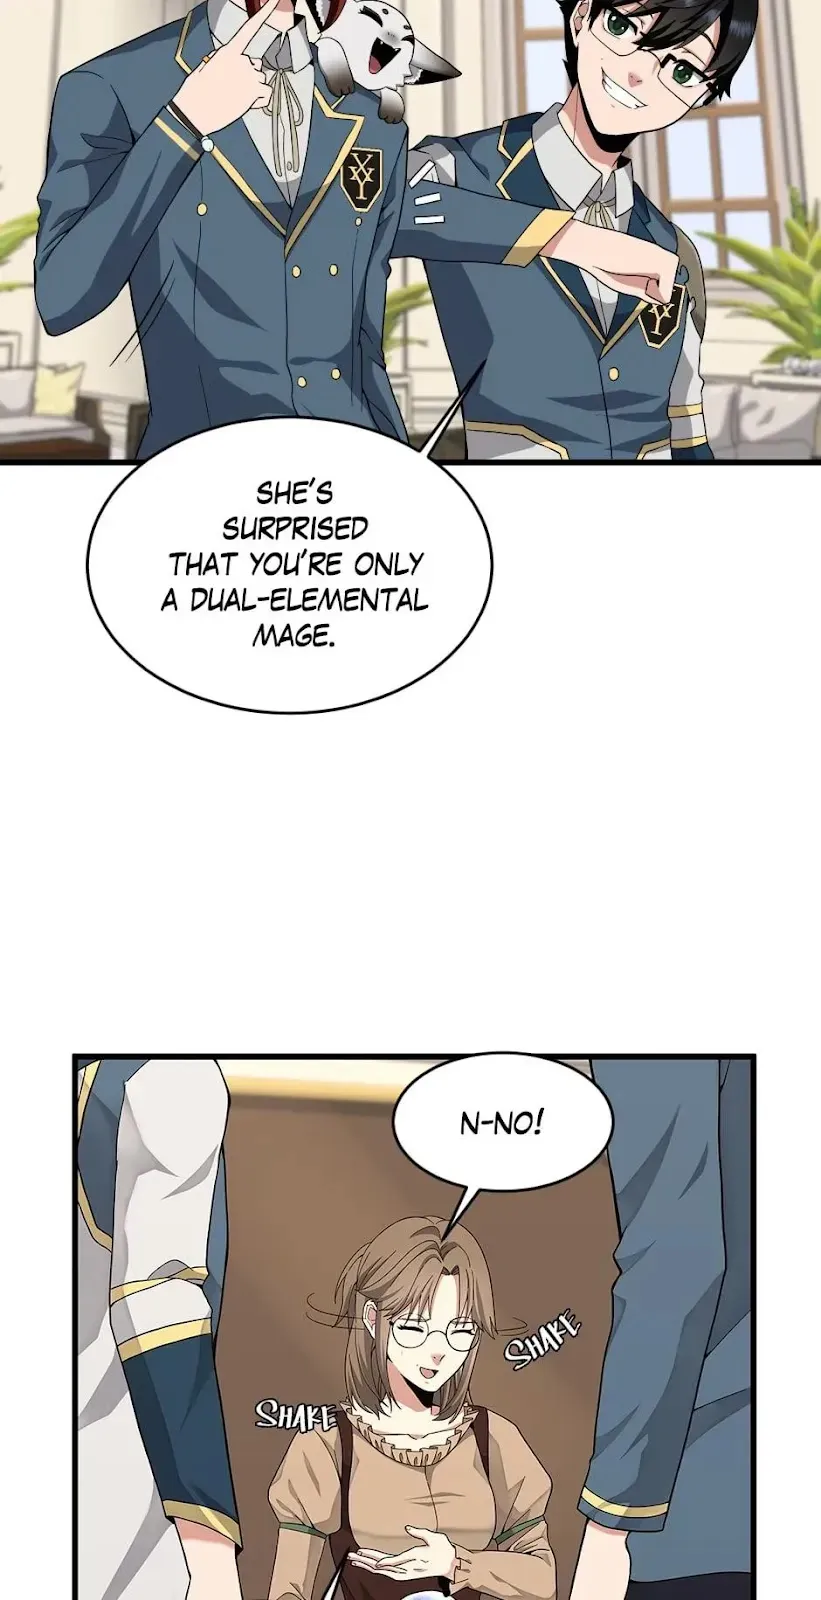 SHE'S
SURPRISED
THAT YOU'RE ONLY
A DUAL-ELEMENTAL
MAGE.
N-NO!
SHAKE
SHAKE